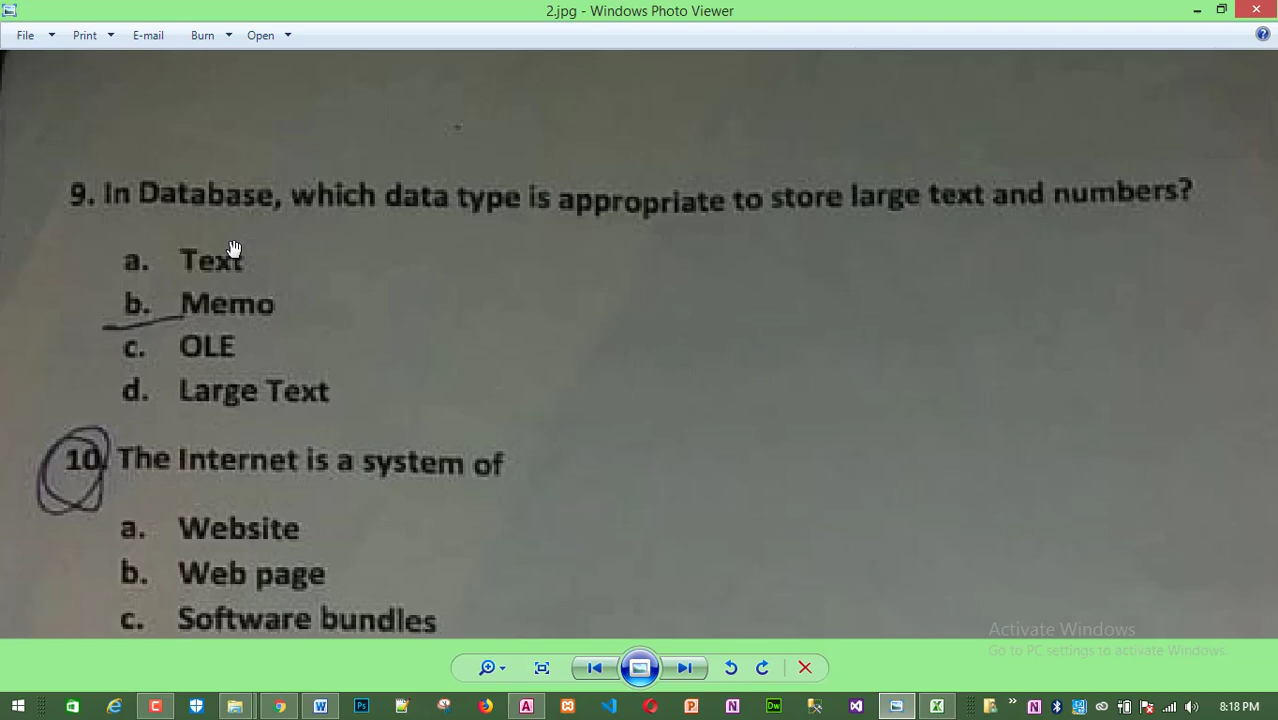 2.jpg - Windows Photo Viewer
File Print E-mail Burn Open
9. In Database, which data type is appropriate to store large text and numbers?
a. Text
b. Memo
c. OLE
d. Large Text
10. The Internet is a system of
a. Website
b. Web page
c. Software bundles
Activate Windows
Go to PC settings to activate Windows.
8:18 PM